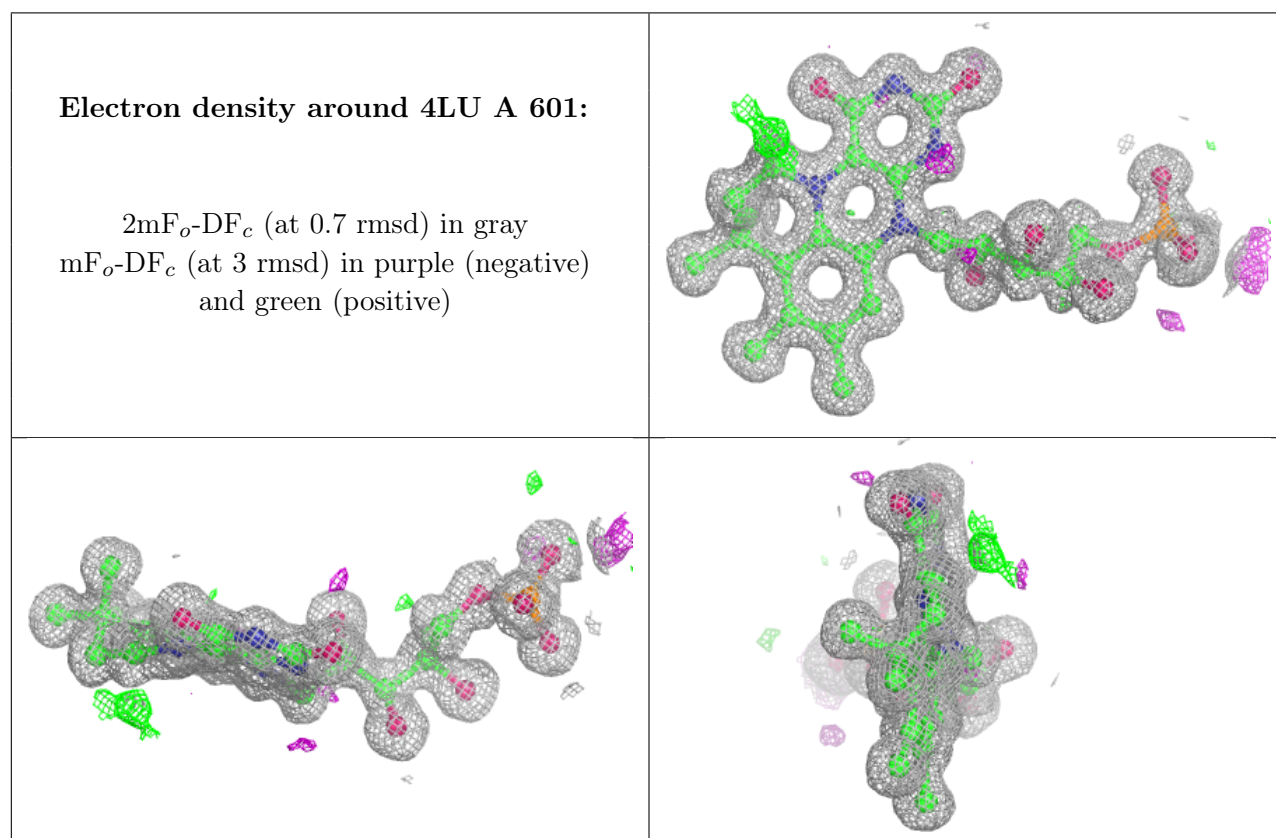 Electron density around 4LU A 601:
2mFo-DFc (at 0.7 rmsd) in gray
mFo-DFc (at 3 rmsd) in purple (negative)
and green (positive)